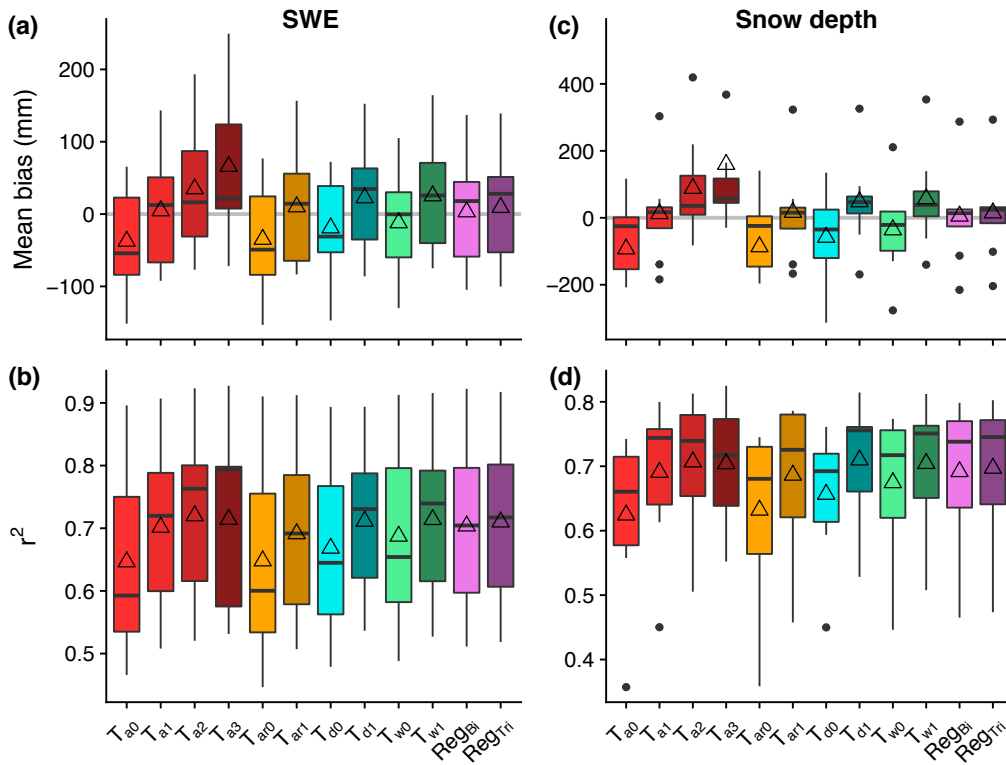 (a) SWE
(c) Snow depth
Mean bias (mm)
200
100
0
−100
400
200
0
−200
(b)
(d)
r²
0.9
0.8
0.7
0.6
0.5
0.8
0.7
0.6
0.5
0.4
Ta0 Ta1 Ta2 Ta3 Tar0 Tar1 Td0 Td1 Tw0 Tw1 RegBi RegTri
Ta0 Ta1 Ta2 Ta3 Tar0 Tar1 Td0 Td1 Tw0 Tw1 RegBi RegTri